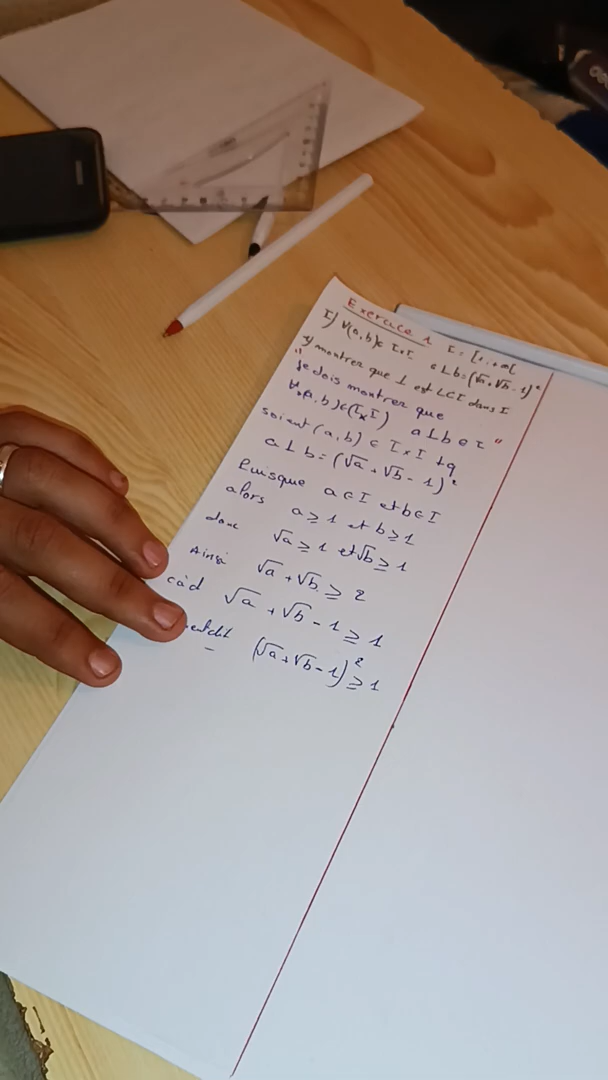 Exercice 1 I = [1, +∞[
I) ∀(a,b)∈ I×I a⊥b=(√a+√b-1)²
1) montrer que ⊥ est LCI dans I
" Je dois montrer que
∀(a,b)∈(I×I) a⊥b∈I "
soient (a,b) ∈ I×I tq
a⊥b=(√a+√b-1)²
Puisque a∈I et b∈I
alors a≥1 et b≥1
donc √a≥1 et √b≥1
Ainsi √a+√b≥2
càd √a+√b-1≥1
(√a+√b-1)²≥1